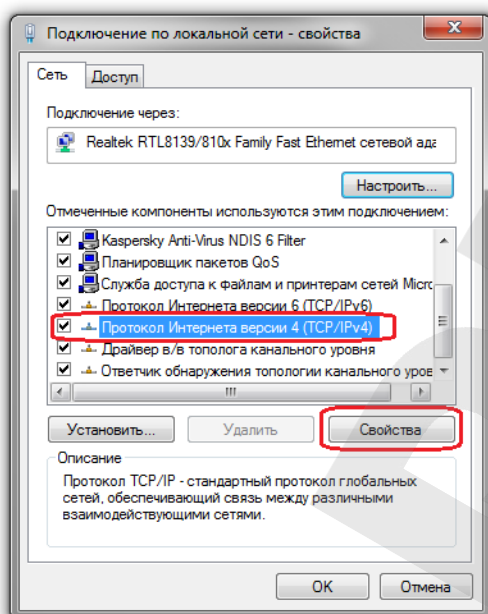 Подключение по локальной сети - свойства
Сеть
Доступ
Подключение через:
Realtek RTL8139/810x Family Fast Ethernet сетевой ада
Настроить...
Отмеченные компоненты используются этим подключением:
Kaspersky Anti-Virus NDIS 6 Filter
Планировщик пакетов QoS
Служба доступа к файлам и принтерам сетей Micro
Протокол Интернета версии 6 (TCP/IPv6)
Протокол Интернета версии 4 (TCP/IPv4)
Драйвер в/в тополога канального уровня
Ответчик обнаружения топологии канального уров
Установить...
Удалить
Свойства
Описание
Протокол TCP/IP - стандартный протокол глобальных
сетей, обеспечивающий связь между различными
взаимодействующими сетями.
OK
Отмена